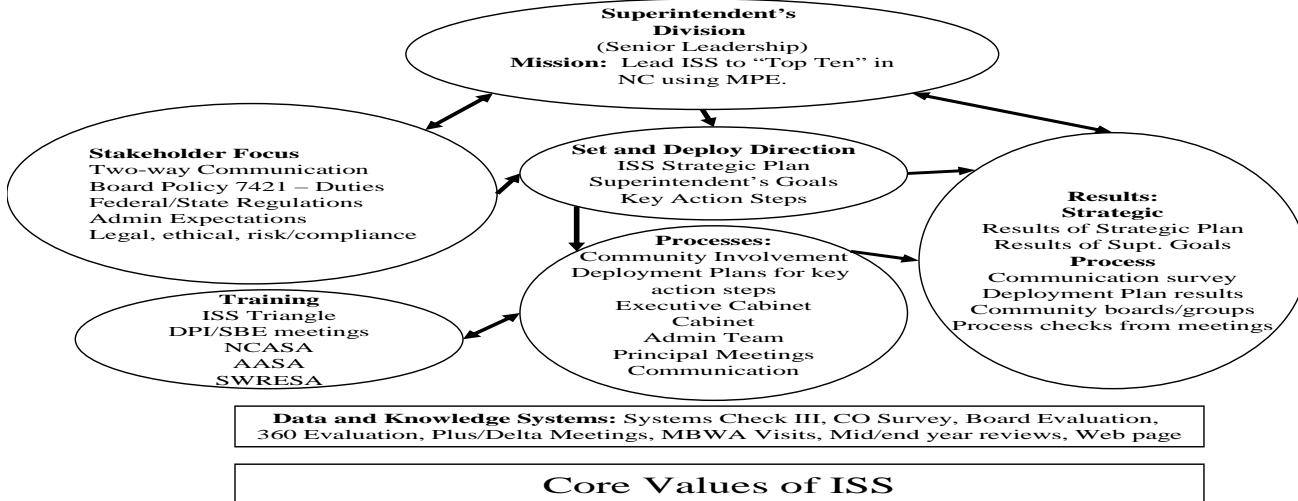 Superintendent's
Division
(Senior Leadership)
Mission: Lead ISS to “Top Ten” in
NC using MPE.
Stakeholder Focus
Two-way Communication
Board Policy 7421 – Duties
Federal/State Regulations
Admin Expectations
Legal, ethical, risk/compliance
Set and Deploy Direction
ISS Strategic Plan
Superintendent's Goals
Key Action Steps
Results:
Strategic
Results of Strategic Plan
Results of Supt. Goals
Process
Communication survey
Deployment Plan results
Community boards/groups
Process checks from meetings
Processes:
Community Involvement
Deployment Plans for key
action steps
Executive Cabinet
Cabinet
Admin Team
Principal Meetings
Communication
Training
ISS Triangle
DPI/SBE meetings
NCASA
AASA
SWRESA
Data and Knowledge Systems: Systems Check III, CO Survey, Board Evaluation,
360 Evaluation, Plus/Delta Meetings, MBWA Visits, Mid/end year reviews, Web page
Core Values of ISS